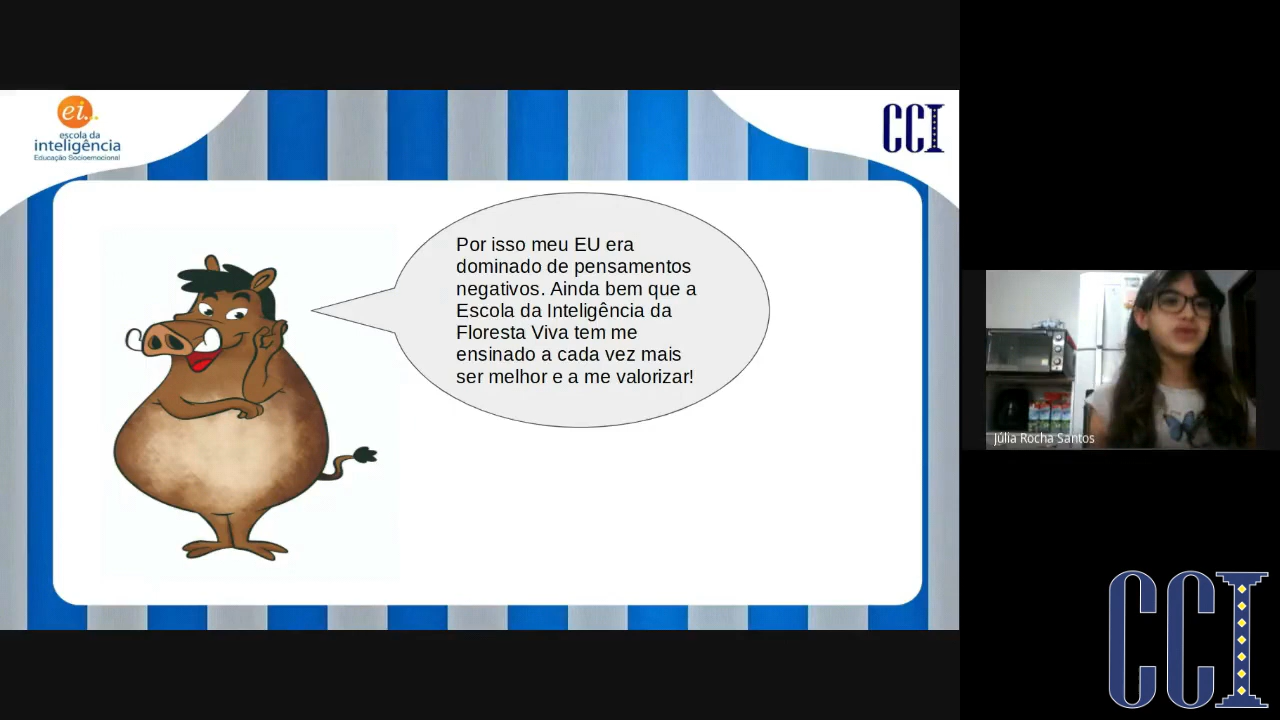 ei..
escola da
inteligência
Educação Socioemocional
CCI
Por isso meu EU era
dominado de pensamentos
negativos. Ainda bem que a
Escola da Inteligência da
Floresta Viva tem me
ensinado a cada vez mais
ser melhor e a me valorizar!
Júlia Rocha Santos
CCI